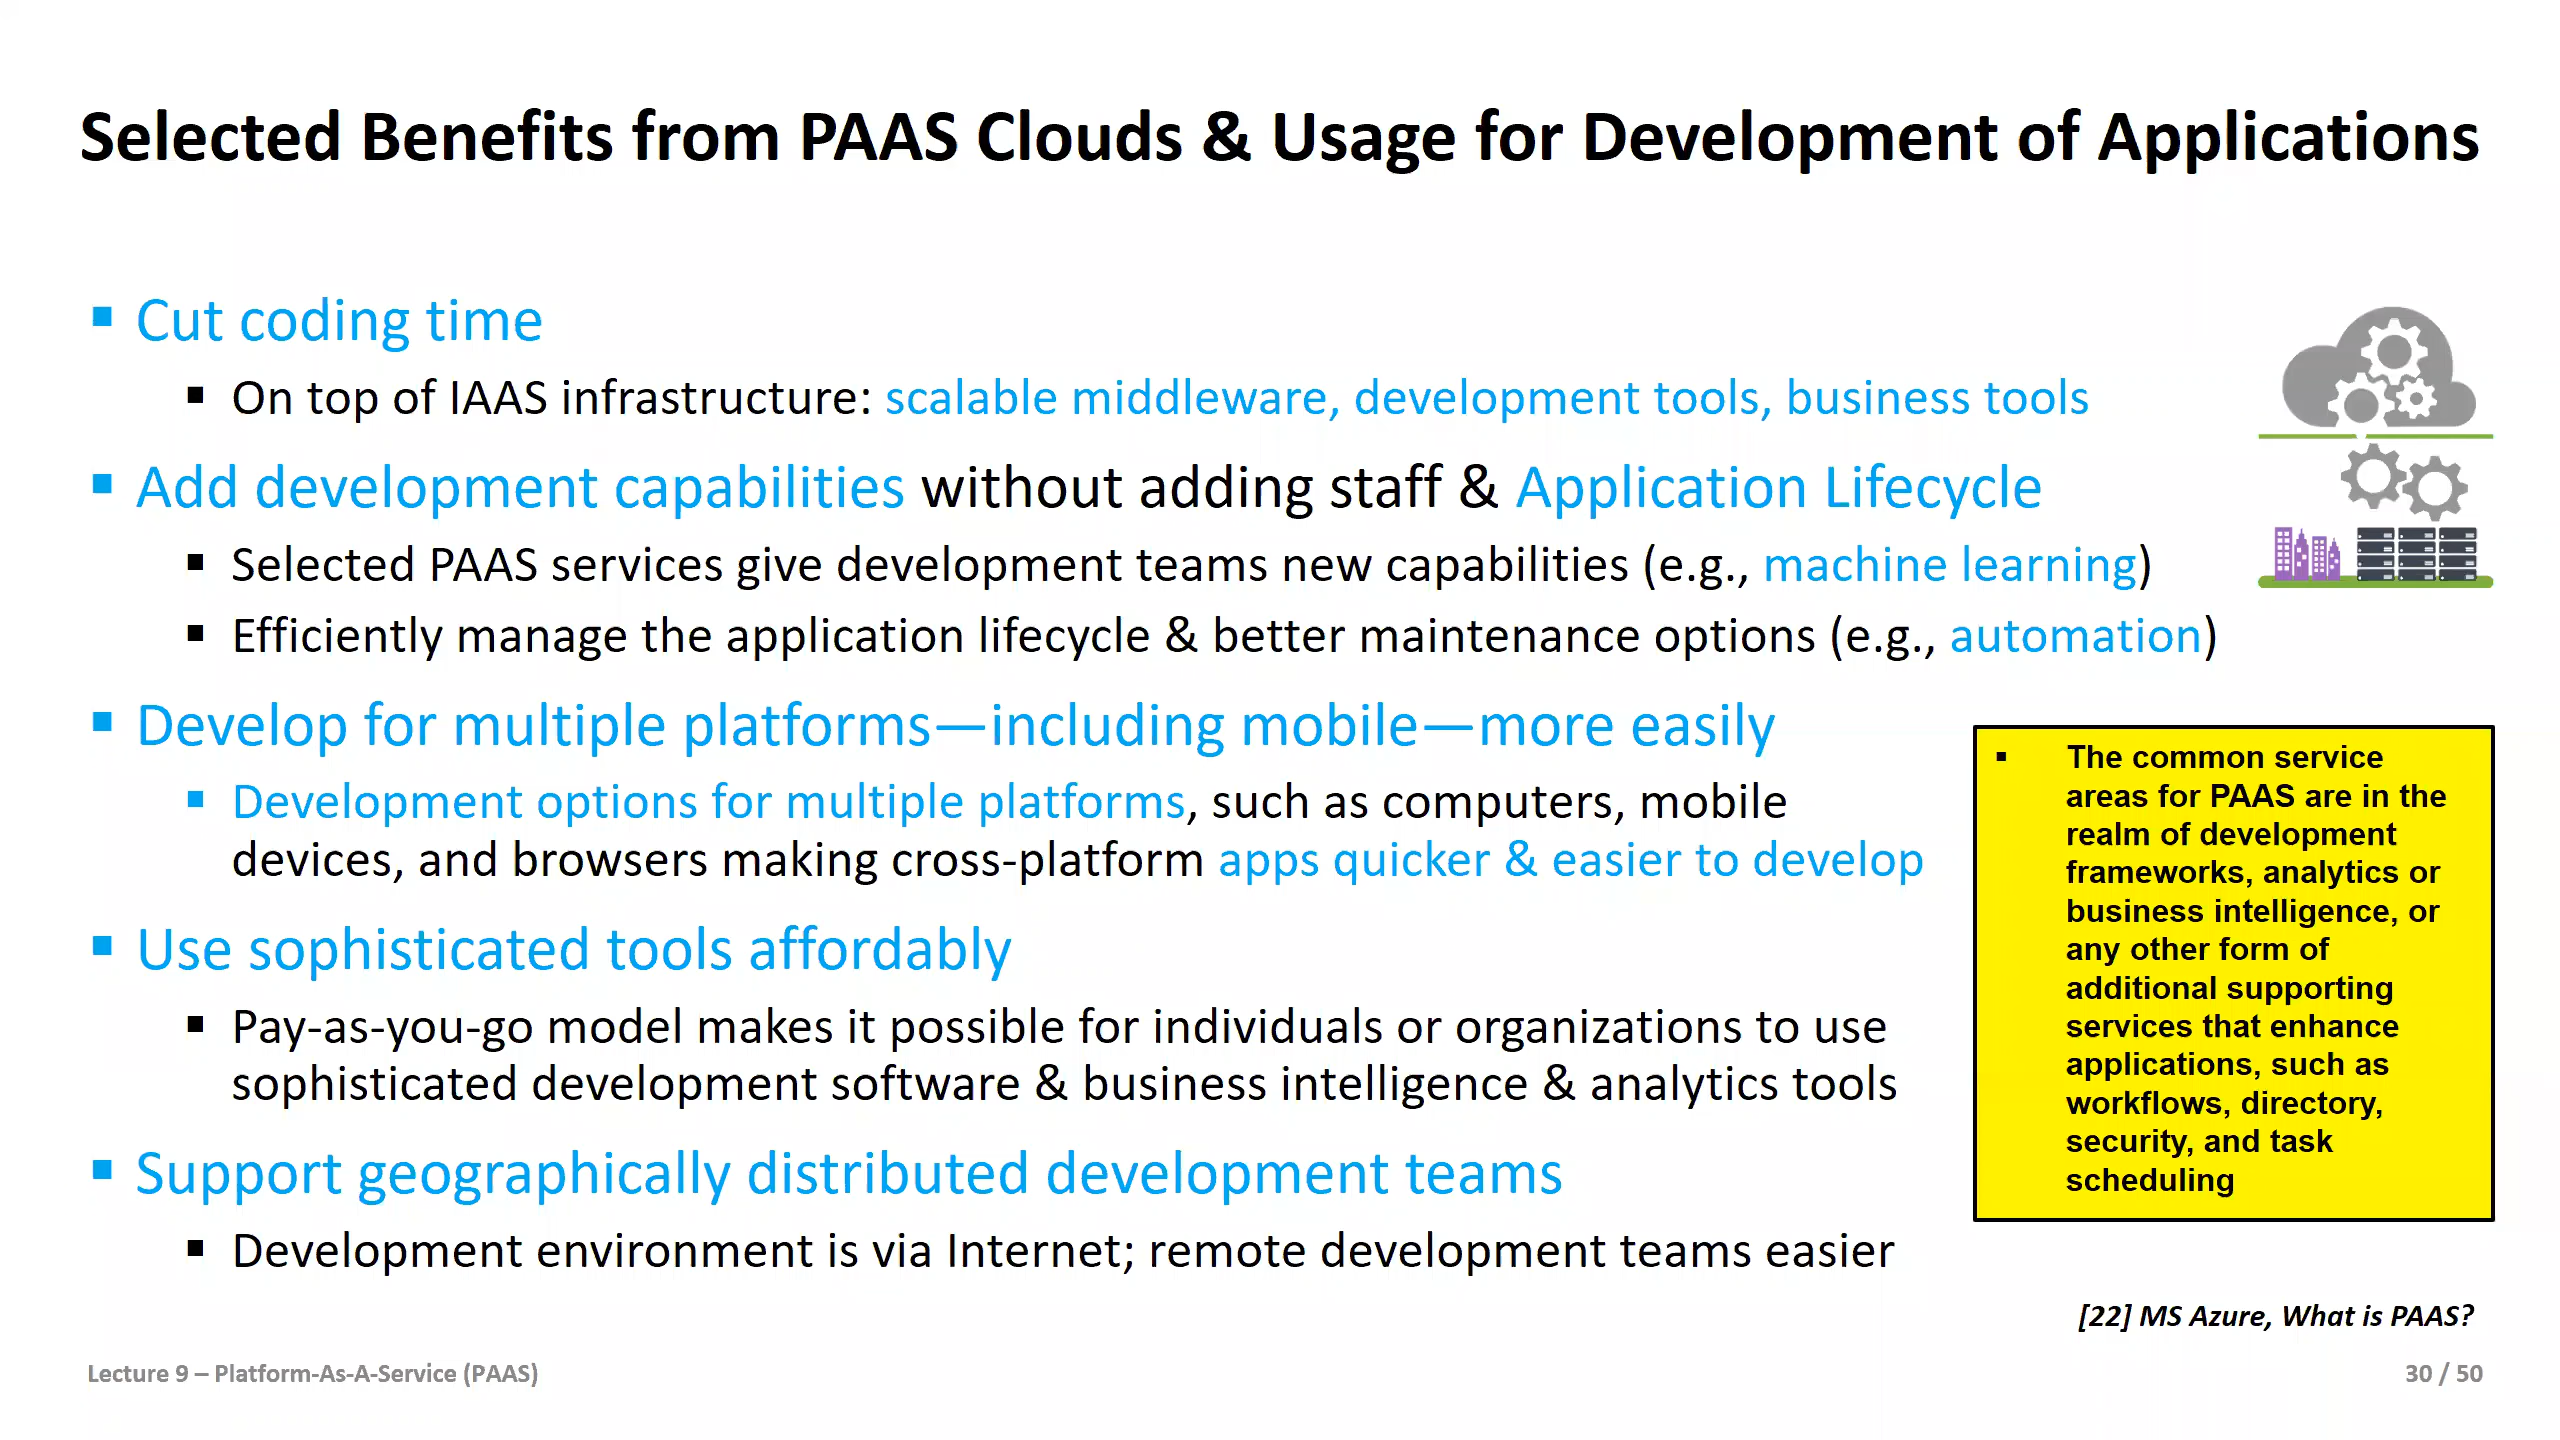 Selected Benefits from PAAS Clouds & Usage for Development of Applications
▪ Cut coding time
▪ On top of IAAS infrastructure: scalable middleware, development tools, business tools
▪ Add development capabilities without adding staff & Application Lifecycle
▪ Selected PAAS services give development teams new capabilities (e.g., machine learning)
▪ Efficiently manage the application lifecycle & better maintenance options (e.g., automation)
▪ Develop for multiple platforms—including mobile—more easily
▪ Development options for multiple platforms, such as computers, mobile
devices, and browsers making cross-platform apps quicker & easier to develop
▪ Use sophisticated tools affordably
▪ Pay-as-you-go model makes it possible for individuals or organizations to use
sophisticated development software & business intelligence & analytics tools
▪ Support geographically distributed development teams
▪ Development environment is via Internet; remote development teams easier
▪ The common service
areas for PAAS are in the
realm of development
frameworks, analytics or
business intelligence, or
any other form of
additional supporting
services that enhance
applications, such as
workflows, directory,
security, and task
scheduling
[22] MS Azure, What is PAAS?
Lecture 9 – Platform-As-A-Service (PAAS)
30 / 50